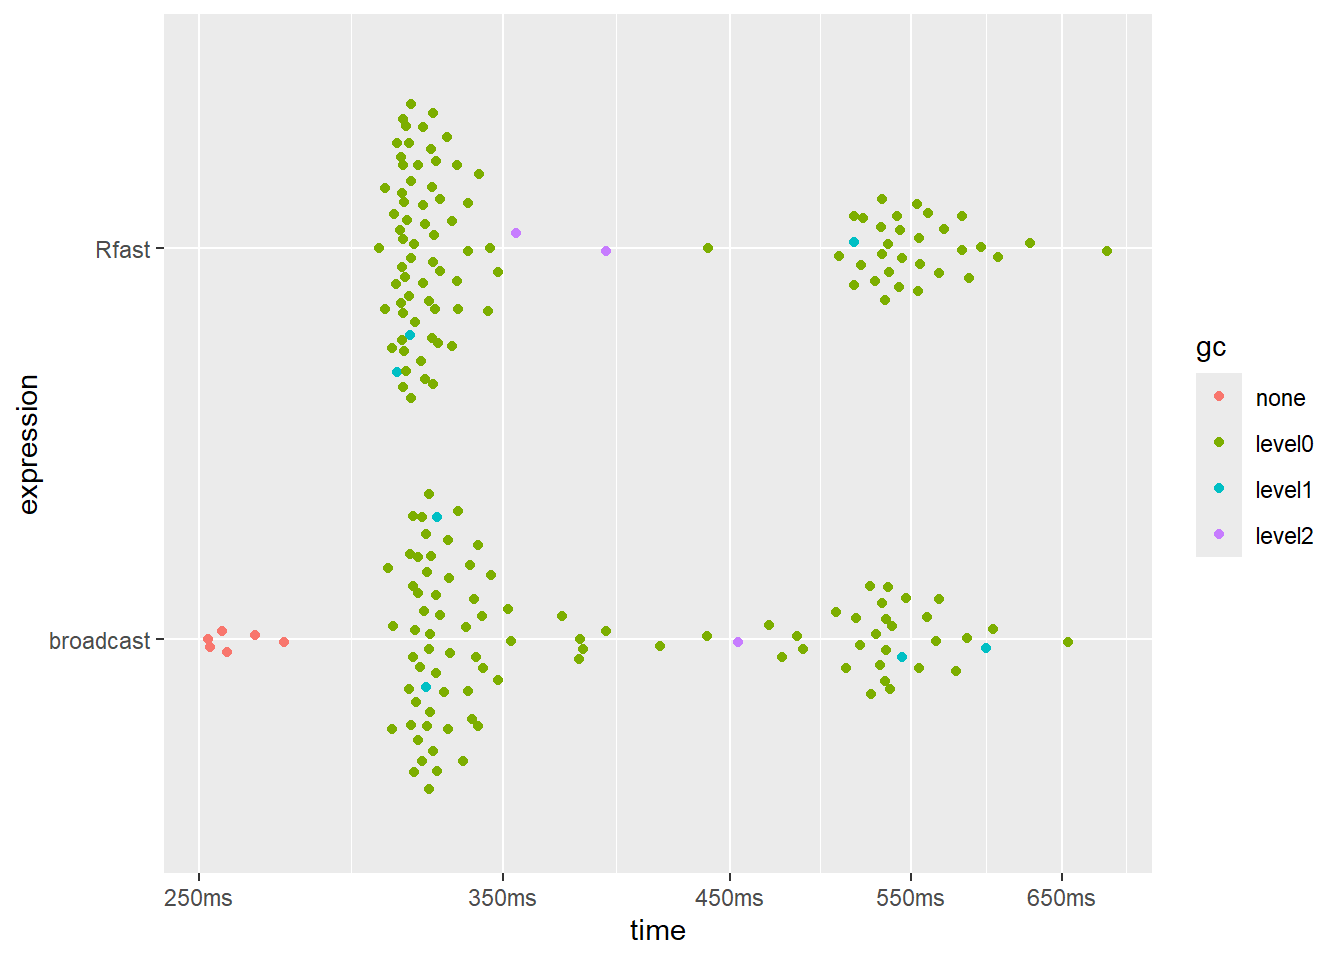 Rfast
broadcast
expression
250ms 350ms 450ms 550ms 650ms
time
gc
none
level0
level1
level2